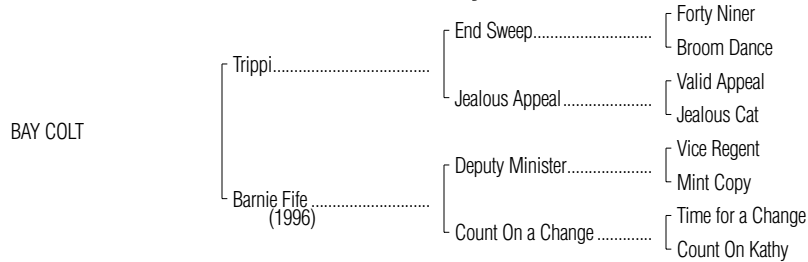 Forty Niner
End Sweep..............................
Broom Dance
Trippi........................................
Valid Appeal
Jealous Appeal.......................
Jealous Cat
BAY COLT
Vice Regent
Deputy Minister......................
Mint Copy
Barnie Fife ..............................
(1996)
Time for a Change
Count On a Change ..............
Count On Kathy